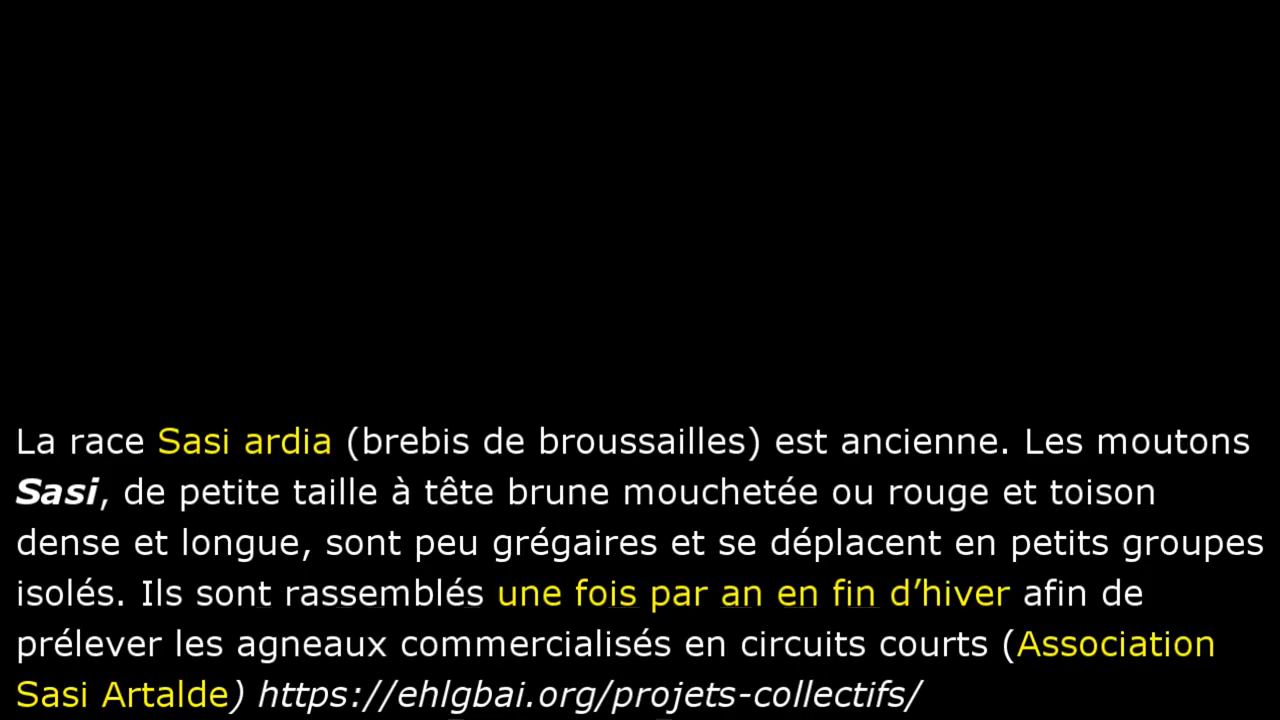 La race Sasi ardia (brebis de broussailles) est ancienne. Les moutons
Sasi, de petite taille à tête brune mouchetée ou rouge et toison
dense et longue, sont peu grégaires et se déplacent en petits groupes
isolés. Ils sont rassemblés une fois par an en fin d’hiver afin de
prélever les agneaux commercialisés en circuits courts (Association
Sasi Artalde) https://ehlgbai.org/projets-collectifs/